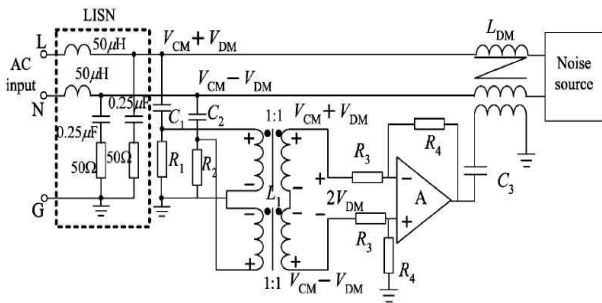 LISN
L
50μH
V_CM+V_DM
L_DM
AC
input
50μH
V_CM−V_DM
Noise
source
N
0.25μF
C_1
C_2
1:1
V_CM+V_DM
0.25μF
R_4
50Ω
50Ω
R_1
R_2
L_1
R_3
A
C_3
2V_DM
R_3
G
R_4
1:1
V_CM−V_DM